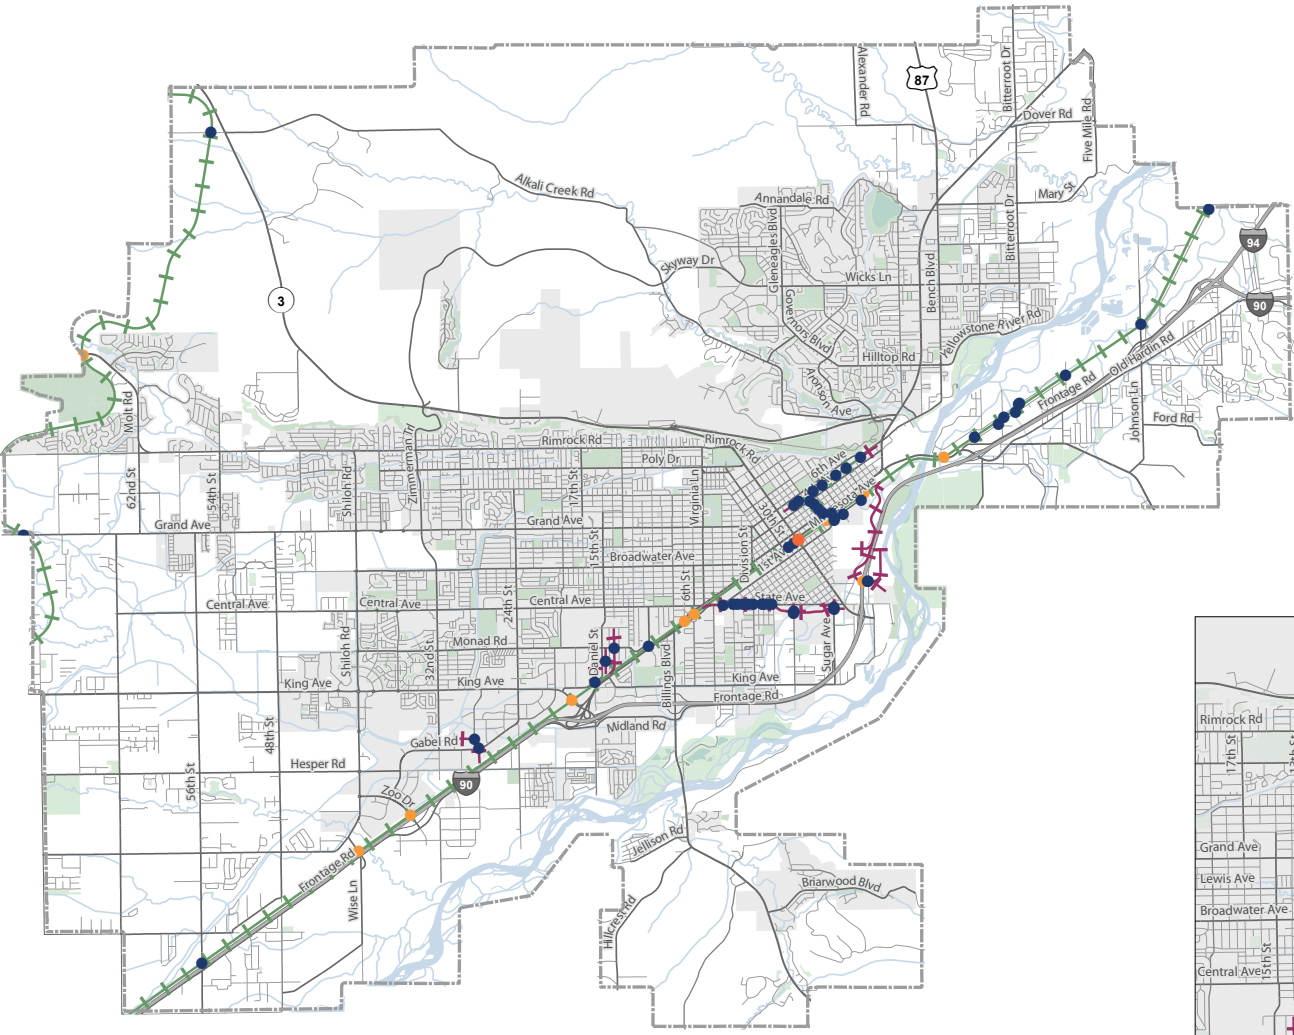 87
Alexander Rd
Bitterroot Dr
Dover Rd
Five Mile Rd
Alkali Creek Rd
Annandale Rd
Mary St
Bitterroot Dr
Gleneagles Blvd
Skyway Dr
Wicks Ln
Bench Blvd
94
90
3
Governors Blvd
Yellowstone River Rd
Hilltop Rd
Old Hardin Rd
Aronson Ave
Frontage Rd
Johnson Ln
Ford Rd
Molt Rd
Rimrock Rd
Rimrock Rd
Poly Dr
Zimmerman Trl
6th Ave
62nd St
54th St
Shiloh Rd
17th St
Virginia Ln
30th St
Grand Ave
Grand Ave
15th St
Broadwater Ave
Division St
1st Ave
Central Ave
Central Ave
24th St
Central Ave
6th St
State Ave
Shiloh Rd
32nd St
Monad Rd
Daniel St
Billings Blvd
Sugar Ave
King Ave
King Ave
King Ave
Frontage Rd
48th St
Gabel Rd
Midland Rd
Hesper Rd
56th St
90
Zoo Dr
Frontage Rd
Wise Ln
Jellison Rd
Hillcrest Rd
Briarwood Blvd
Rimrock Rd
17th St
13th St
Grand Ave
Lewis Ave
Broadwater Ave
Central Ave
15th St